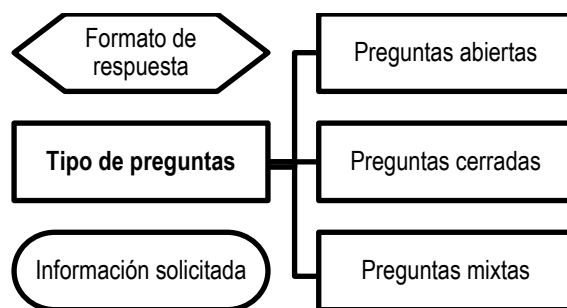 Formato de
respuesta
Preguntas abiertas
Tipo de preguntas
Preguntas cerradas
Información solicitada
Preguntas mixtas